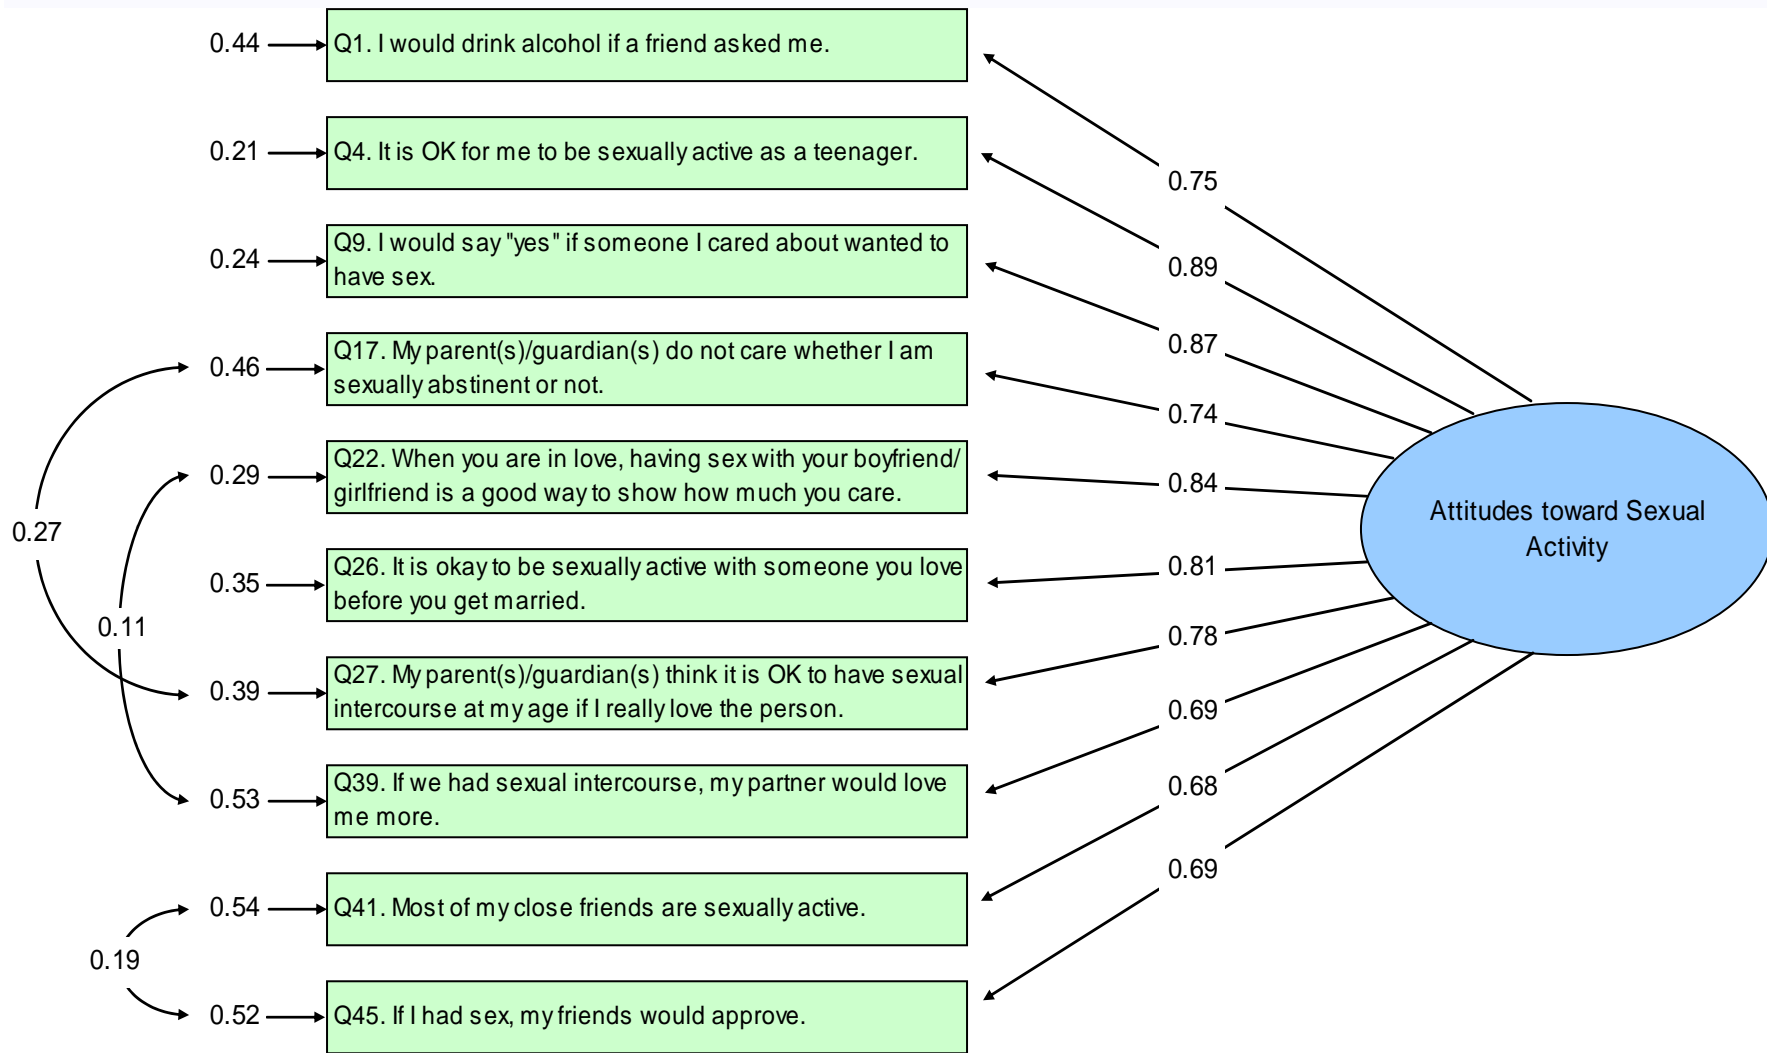 0.44
Q1. I would drink alcohol if a friend asked me.
0.21
Q4. It is OK for me to be sexually active as a teenager.
0.24
Q9. I would say "yes" if someone I cared about wanted to
have sex.
0.46
Q17. My parent(s)/guardian(s) do not care whether I am
sexually abstinent or not.
0.29
Q22. When you are in love, having sex with your boyfriend/
girlfriend is a good way to show how much you care.
0.35
Q26. It is okay to be sexually active with someone you love
before you get married.
0.39
Q27. My parent(s)/guardian(s) think it is OK to have sexual
intercourse at my age if I really love the person.
0.53
Q39. If we had sexual intercourse, my partner would love
me more.
0.54
Q41. Most of my close friends are sexually active.
0.52
Q45. If I had sex, my friends would approve.
0.27
0.11
0.19
0.75
0.89
0.87
0.74
0.84
0.81
0.78
0.69
0.68
0.69
Attitudes toward Sexual
Activity